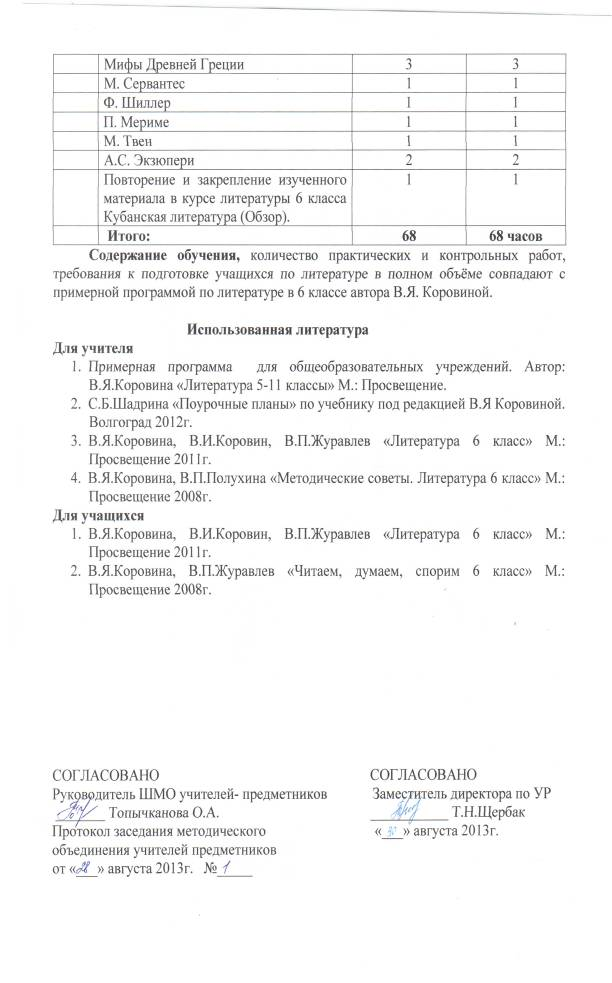 Мифы Древней Греции 3 3
М. Сервантес 1 1
Ф. Шиллер 1 1
П. Мериме 1 1
М. Твен 1 1
А.С. Экзюпери 2 2
Повторение и закрепление изученного 1 1
материала в курсе литературы 6 класса
Кубанская литература (Обзор).
Итого: 68 68 часов
Содержание обучения, количество практических и контрольных работ,
требования к подготовке учащихся по литературе в полном объёме совпадают с
примерной программой по литературе в 6 классе автора В.Я. Коровиной.
Использованная литература
Для учителя
1. Примерная программа для общеобразовательных учреждений. Автор:
В.Я.Коровина «Литература 5-11 классы» М.: Просвещение.
2. С.Б.Шадрина «Поурочные планы» по учебнику под редакцией В.Я Коровиной.
Волгоград 2012г.
3. В.Я.Коровина, В.И.Коровин, В.П.Журавлев «Литература 6 класс» М.:
Просвещение 2011г.
4. В.Я.Коровина, В.П.Полухина «Методические советы. Литература 6 класс» М.:
Просвещение 2008г.
Для учащихся
1. В.Я.Коровина, В.И.Коровин, В.П.Журавлев «Литература 6 класс» М.:
Просвещение 2011г.
2. В.Я.Коровина, В.П.Журавлев «Читаем, думаем, спорим 6 класс» М.:
Просвещение 2008г.
СОГЛАСОВАНО
Руководитель ШМО учителей- предметников
Топычканова О.А.
Протокол заседания методического
объединения учителей предметников
от «28» августа 2013г. №1
СОГЛАСОВАНО
Заместитель директора по УР
Т.Н.Щербак
«30» августа 2013г.